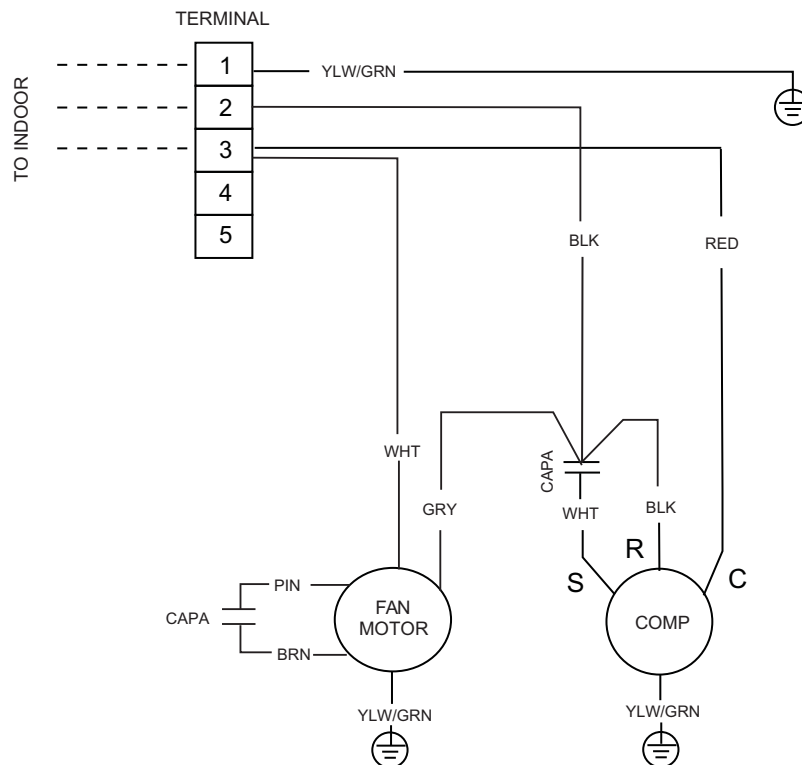 TERMINAL
1
2
3
4
5
TO INDOOR
YLW/GRN
BLK
RED
WHT
GRY
CAPA
WHT
BLK
R
S
C
PIN
CAPA
BRN
FAN
MOTOR
COMP
YLW/GRN
YLW/GRN